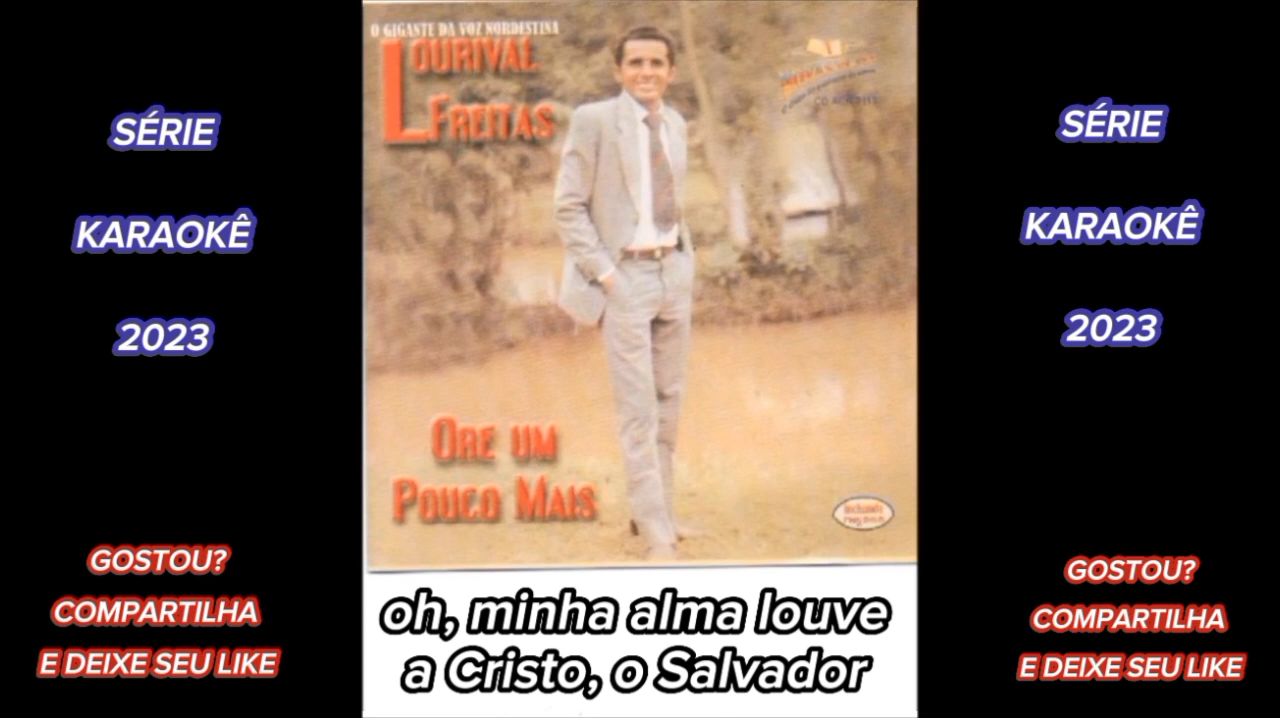 SÉRIE
KARAOKÊ
2023
GOSTOU?
COMPARTILHA
E DEIXE SEU LIKE
O GIGANTE DA VOZ NORDESTINA
LOURIVAL
FREITAS
ORE UM
POUCO MAIS
oh, minha alma louve
a Cristo, o Salvador
SÉRIE
KARAOKÊ
2023
GOSTOU?
COMPARTILHA
E DEIXE SEU LIKE